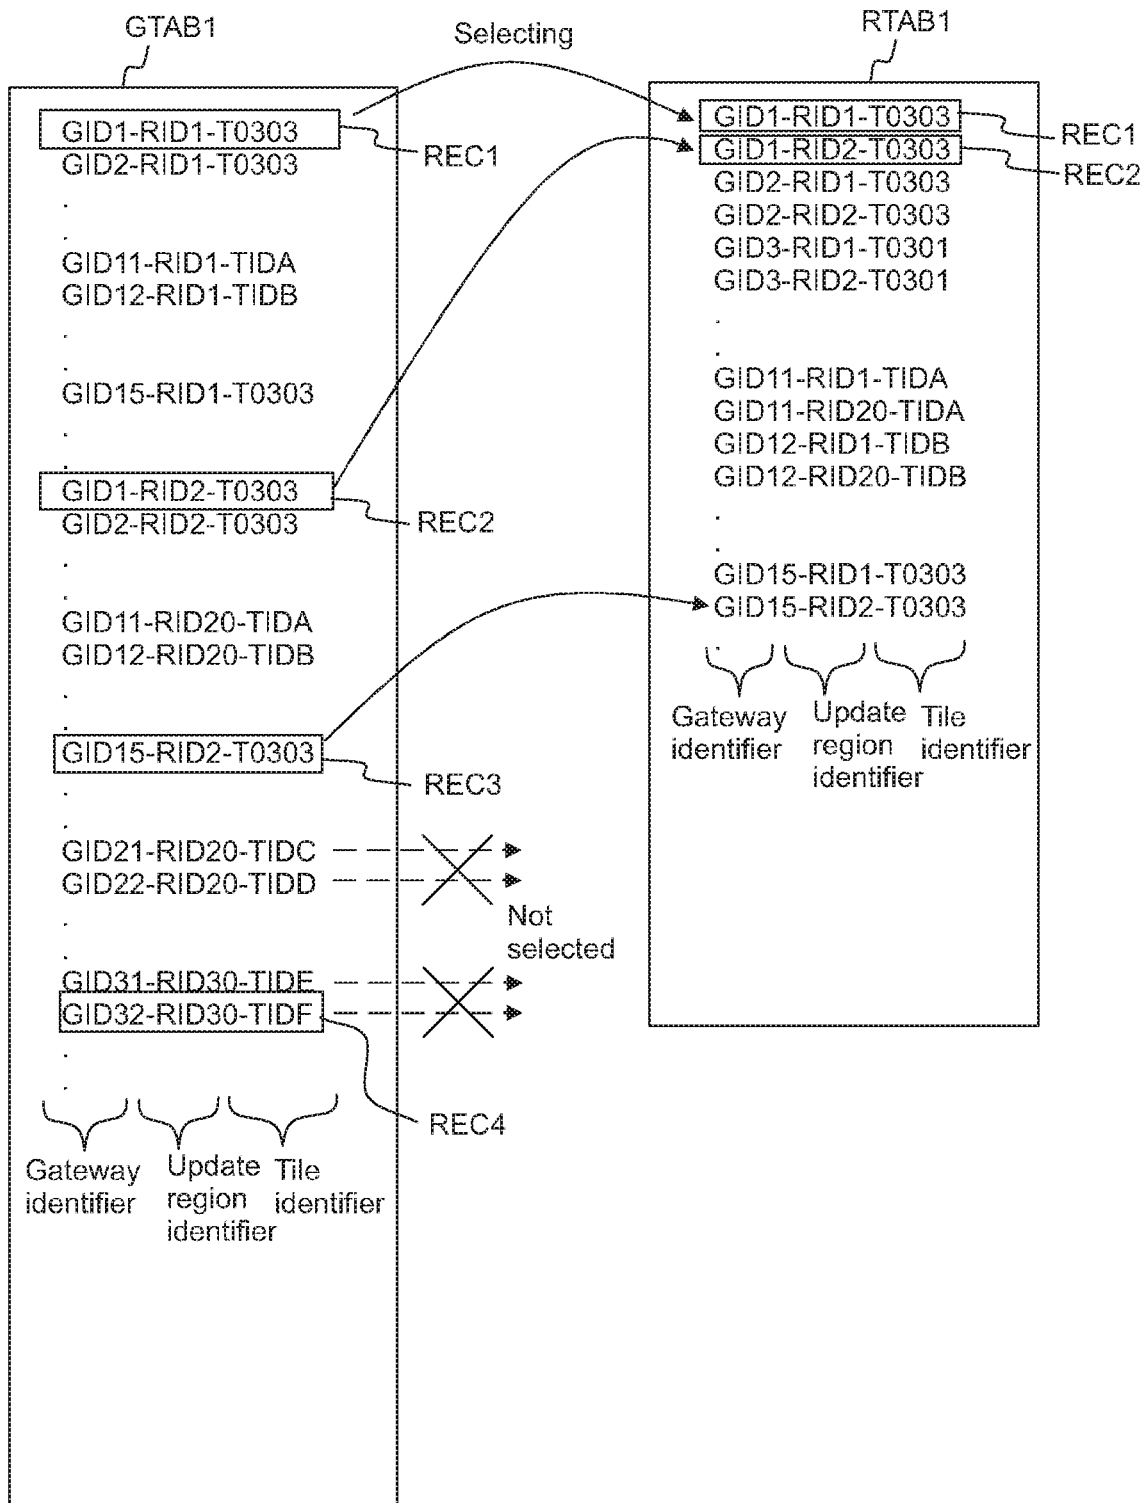 GTAB1
Selecting
RTAB1
GID1-RID1-T0303
REC1
GID2-RID1-T0303
.
.
GID11-RID1-TIDA
GID12-RID1-TIDB
.
.
GID15-RID1-T0303
.
.
GID1-RID2-T0303
REC2
GID2-RID2-T0303
.
.
GID11-RID20-TIDA
GID12-RID20-TIDB
.
.
GID15-RID2-T0303
REC3
.
.
GID21-RID20-TIDC
GID22-RID20-TIDD
Not
selected
.
.
GID31-RID30-TIDE
GID32-RID30-TIDF
REC4
.
.
Gateway
identifier
Update
region
identifier
Tile
identifier
GID1-RID1-T0303
REC1
GID1-RID2-T0303
REC2
GID2-RID1-T0303
GID2-RID2-T0303
GID3-RID1-T0301
GID3-RID2-T0301
.
.
GID11-RID1-TIDA
GID11-RID20-TIDA
GID12-RID1-TIDB
GID12-RID20-TIDB
.
.
GID15-RID1-T0303
GID15-RID2-T0303
.
Gateway
identifier
Update
region
identifier
Tile
identifier